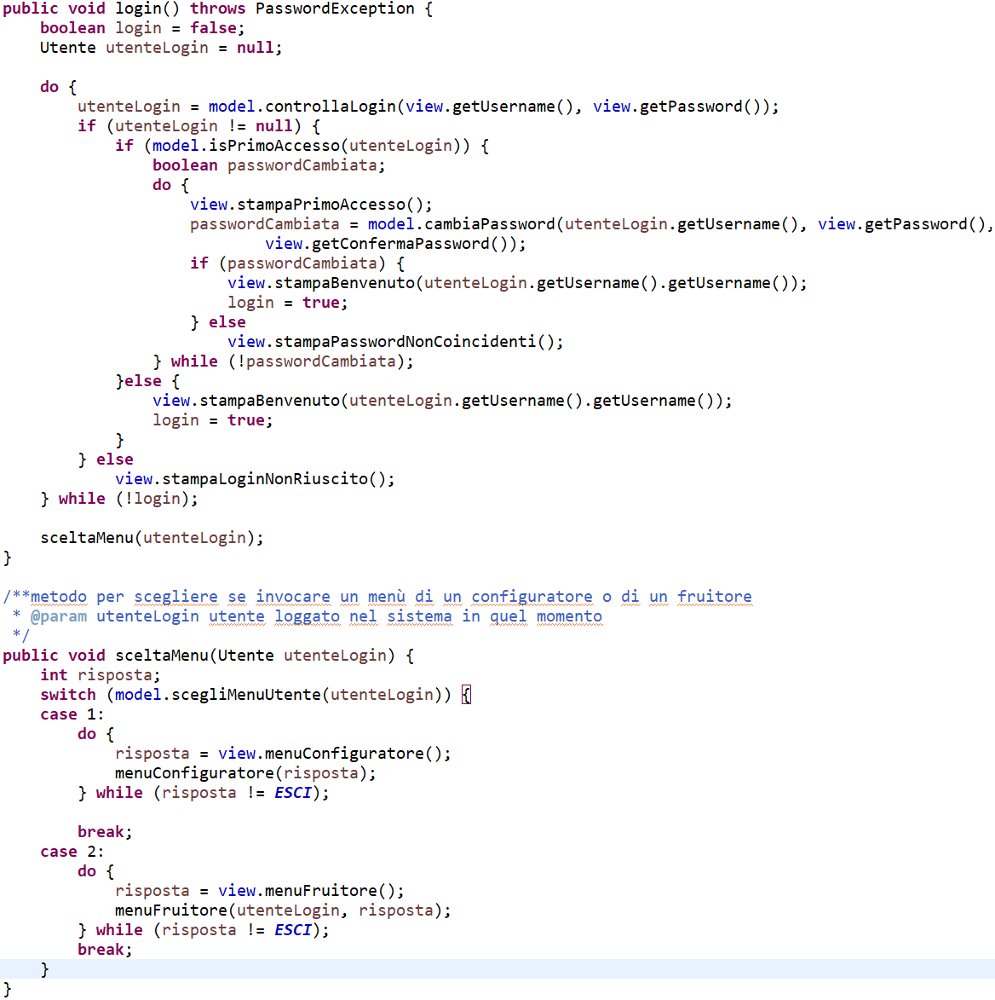 public void login() throws PasswordException {
    boolean login = false;
    Utente utenteLogin = null;

    do {
        utenteLogin = model.controllaLogin(view.getUsername(), view.getPassword());
        if (utenteLogin != null) {
            if (model.isPrimoAccesso(utenteLogin)) {
                boolean passwordCambiata;
                do {
                    view.stampaPrimoAccesso();
                    passwordCambiata = model.cambiaPassword(utenteLogin.getUsername(), view.getPassword(),
                            view.getConfermaPassword());
                    if (passwordCambiata) {
                        view.stampaBenvenuto(utenteLogin.getUsername().getUsername());
                        login = true;
                    } else
                        view.stampaPasswordNonCoincidenti();
                } while (!passwordCambiata);
            }else {
                view.stampaBenvenuto(utenteLogin.getUsername().getUsername());
                login = true;
            }
        } else
            view.stampaLoginNonRiuscito();
    } while (!login);

    sceltaMenu(utenteLogin);
}

/**metodo per scegliere se invocare un menù di un configuratore o di un fruitore
 * @param utenteLogin utente loggato nel sistema in quel momento
 */
public void sceltaMenu(Utente utenteLogin) {
    int risposta;
    switch (model.scegliMenuUtente(utenteLogin)) {
    case 1:
        do {
            risposta = view.menuConfiguratore();
            menuConfiguratore(risposta);
        } while (risposta != ESCI);

        break;
    case 2:
        do {
            risposta = view.menuFruitore();
            menuFruitore(utenteLogin, risposta);
        } while (risposta != ESCI);
        break;
    }
}